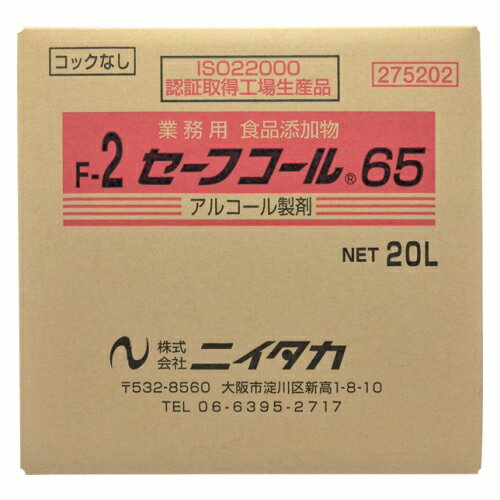 コックなし
ISO22000
認証取得工場生産品
275202
業務用 食品添加物
F-2 セーフコール® 65
アルコール製剤
NET 20L
株式会社 ニイタカ
〒532-8560 大阪市淀川区新高1-8-10
TEL 06-6395-2717